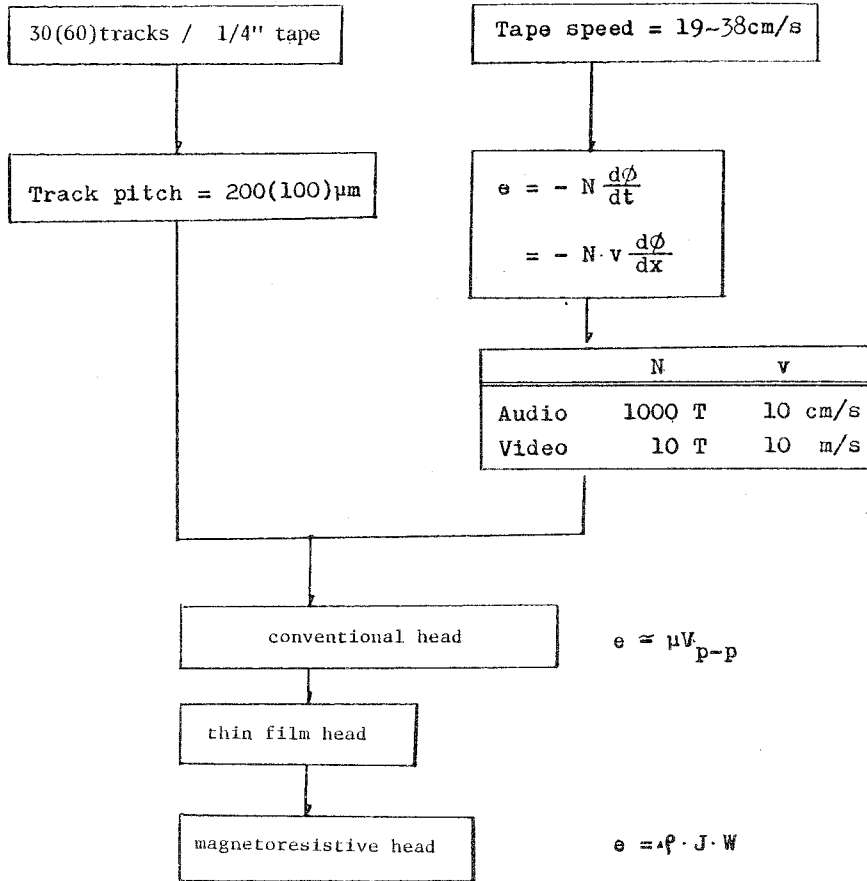 30(60)tracks / 1/4" tape
Tape speed = 19~38cm/s
Track pitch = 200(100)μm
e = - N dØ/dt
= - N·v dØ/dx
N v
Audio 1000 T 10 cm/s
Video 10 T 10 m/s
conventional head
e ≃ μV_p-p
thin film head
magnetoresistive head
e = Δρ·J·W